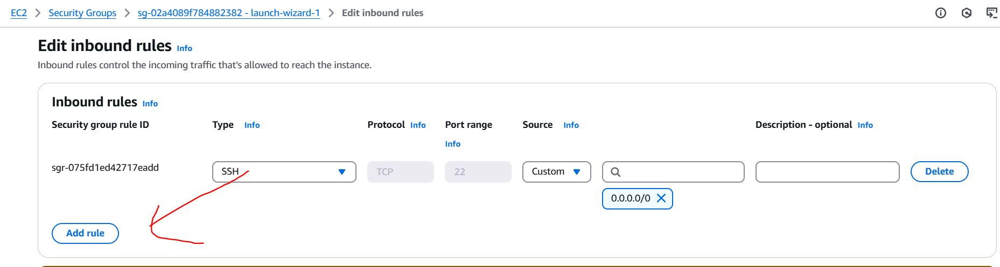 EC2 > Security Groups > sg-02a4089f784882382 - launch-wizard-1 > Edit inbound rules
Edit inbound rules Info
Inbound rules control the incoming traffic that's allowed to reach the instance.
Inbound rules Info
Security group rule ID Type Info Protocol Info Port range Info Source Info Description - optional Info
sgr-075fd1ed42717eadd SSH TCP 22 Custom Delete
0.0.0.0/0
Add rule